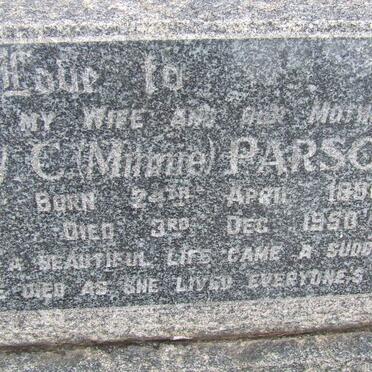 Love to
MY WIFE AND OUR MOTH
C. (Minnie) PARSO
BORN 24TH APRIL
DIED 3RD DEC 1950
A BEAUTIFUL LIFE CAME A SUDD
DIED AS SHE LIVED EVERYONE'S